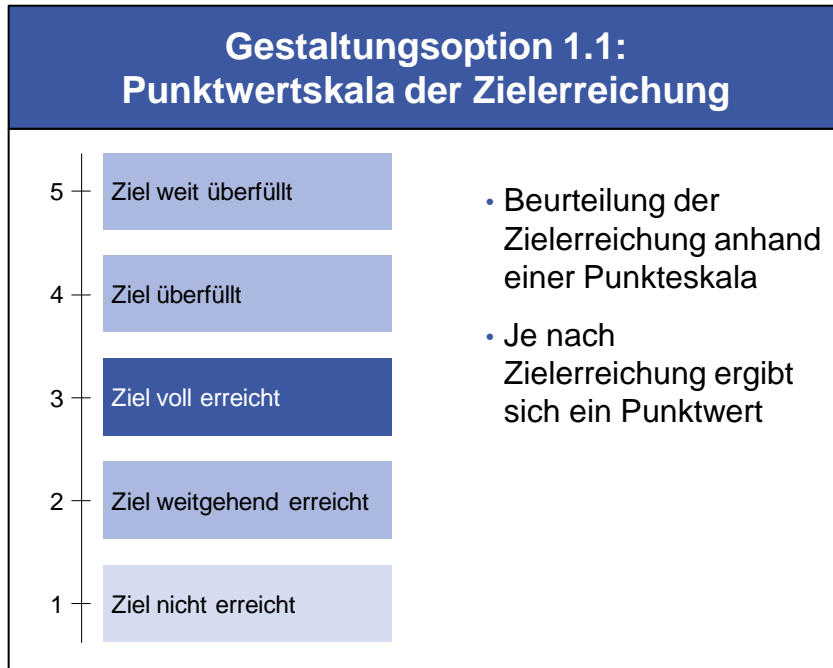 Gestaltungsoption 1.1:
Punktwertskala der Zielerreichung
5 Ziel weit überfüllt
4 Ziel überfüllt
3 Ziel voll erreicht
2 Ziel weitgehend erreicht
1 Ziel nicht erreicht
• Beurteilung der
Zielerreichung anhand
einer Punkteskala
• Je nach
Zielerreichung ergibt
sich ein Punktwert